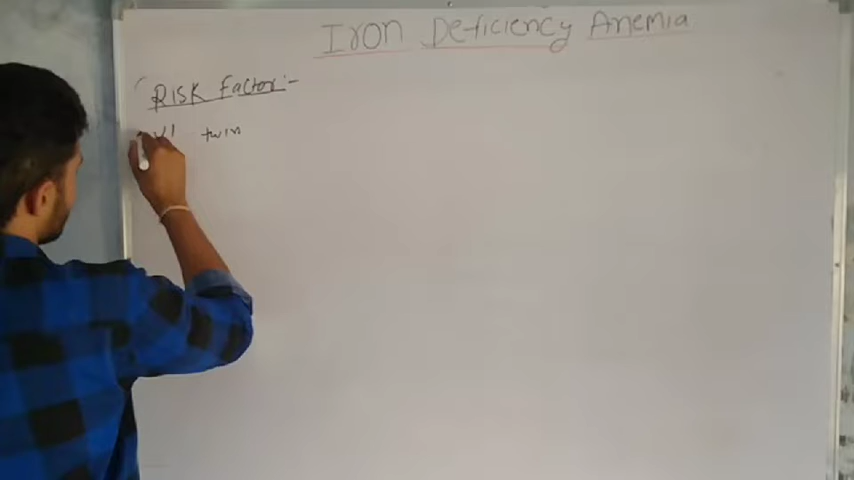 Iron Deficiency Anemia
Risk Factor :-
twin